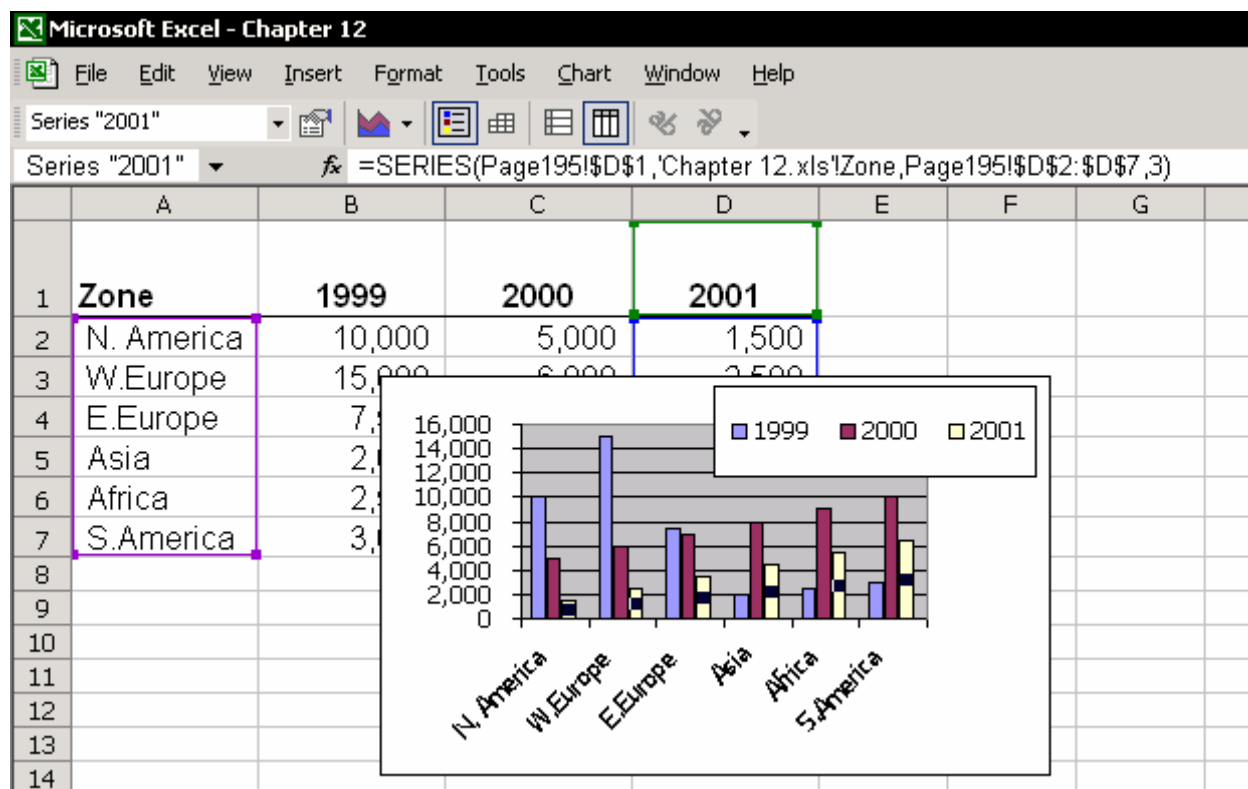 Microsoft Excel - Chapter 12
File Edit View Insert Format Tools Chart Window Help
Series "2001"
Series "2001" fx =SERIES(Page195!$D$1,'Chapter 12.xls'!Zone,Page195!$D$2:$D$7,3)
A B C D E F G
1 Zone 1999 2000 2001
2 N. America 10,000 5,000 1,500
3 W.Europe
4 E.Europe
5 Asia
6 Africa
7 S.America
8
9
10
11
12
13
14
1999 2000 2001
16,000
14,000
12,000
10,000
8,000
6,000
4,000
2,000
0
N. America W.Europe E.Europe Asia Africa S.America